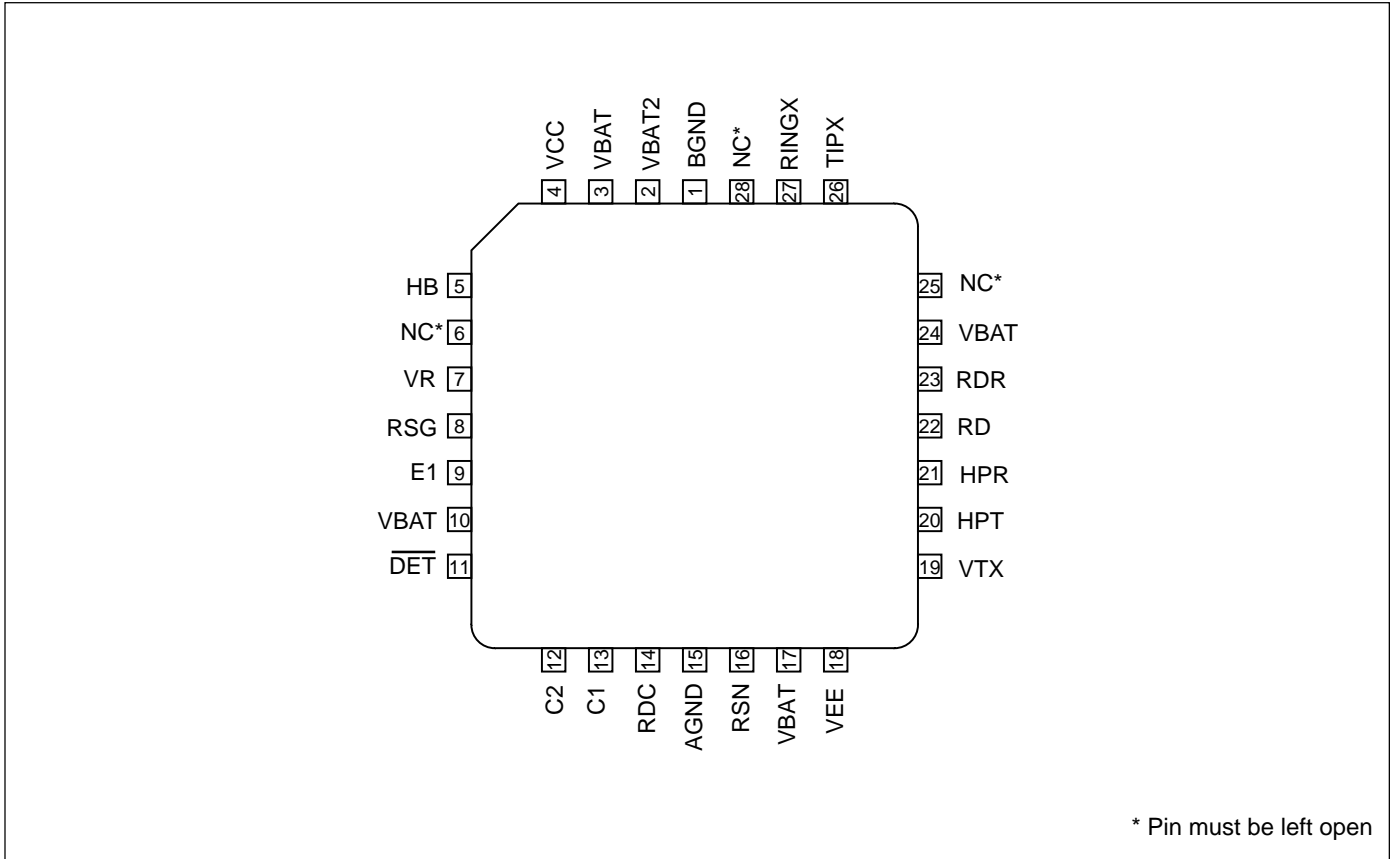 VCC
VBAT
VBAT2
BGND
NC*
RINGX
TIPX
4
3
2
1
28
27
26
HB 5
NC* 6
VR 7
RSG 8
E1 9
VBAT 10
DET 11
25 NC*
24 VBAT
23 RDR
22 RD
21 HPR
20 HPT
19 VTX
12
13
14
15
16
17
18
C2
C1
RDC
AGND
RSN
VBAT
VEE
* Pin must be left open